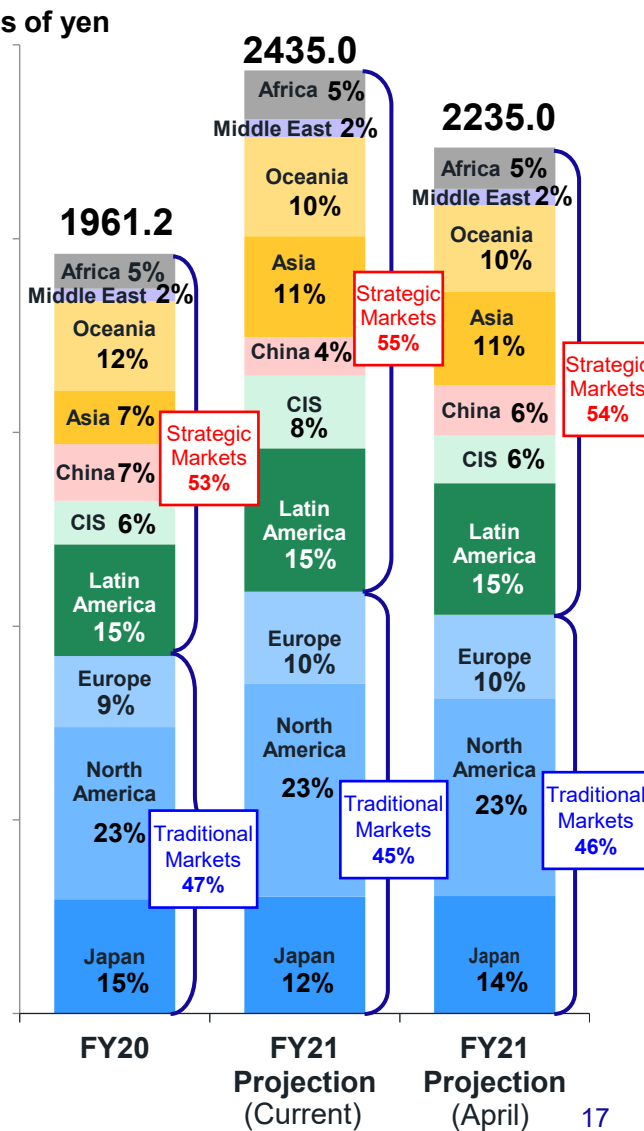 s of yen
1961.2
Africa 5%
Middle East 2%
Oceania
12%
Asia 7%
China 7%
CIS 6%
Latin
America
15%
Europe
9%
North
America
23%
Japan
15%
Strategic
Markets
53%
Traditional
Markets
47%
FY20
2435.0
Africa 5%
Middle East 2%
Oceania
10%
Asia
11%
China 4%
CIS
8%
Latin
America
15%
Europe
10%
North
America
23%
Japan
12%
Strategic
Markets
55%
Traditional
Markets
45%
FY21
Projection
(Current)
2235.0
Africa 5%
Middle East 2%
Oceania
10%
Asia
11%
China 6%
CIS 6%
Latin
America
15%
Europe
10%
North
America
23%
Japan
14%
Strategic
Markets
54%
Traditional
Markets
46%
FY21
Projection
(April)
17